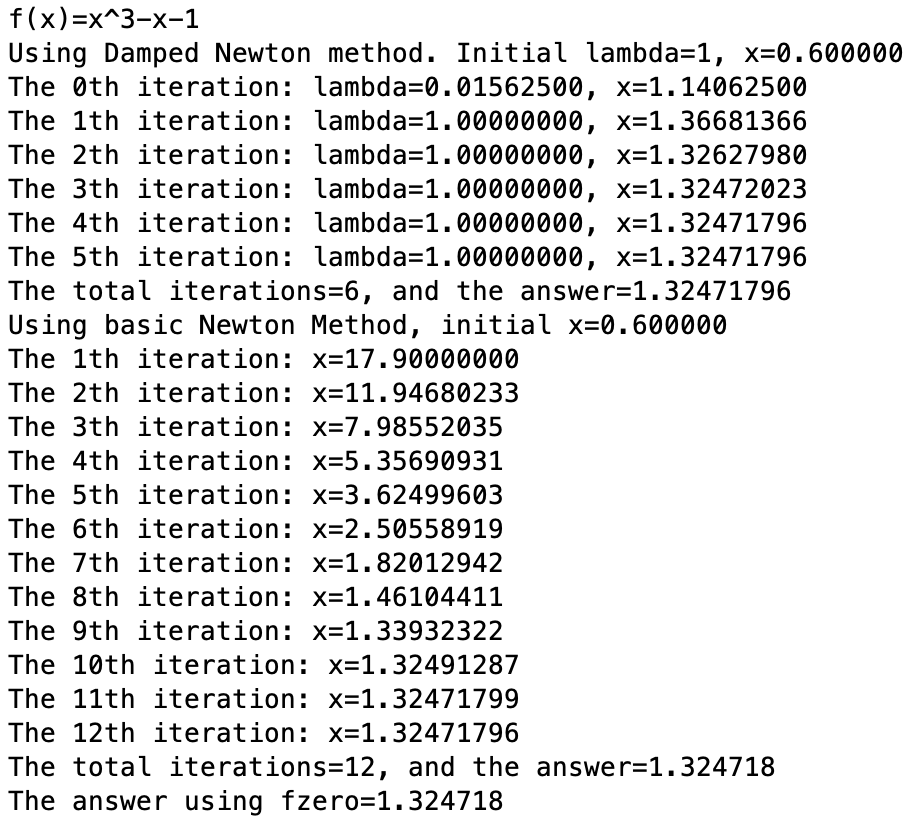 f(x)=x^3-x-1
Using Damped Newton method. Initial lambda=1, x=0.600000
The 0th iteration: lambda=0.01562500, x=1.14062500
The 1th iteration: lambda=1.00000000, x=1.36681366
The 2th iteration: lambda=1.00000000, x=1.32627980
The 3th iteration: lambda=1.00000000, x=1.32472023
The 4th iteration: lambda=1.00000000, x=1.32471796
The 5th iteration: lambda=1.00000000, x=1.32471796
The total iterations=6, and the answer=1.32471796
Using basic Newton Method, initial x=0.600000
The 1th iteration: x=17.90000000
The 2th iteration: x=11.94680233
The 3th iteration: x=7.98552035
The 4th iteration: x=5.35690931
The 5th iteration: x=3.62499603
The 6th iteration: x=2.50558919
The 7th iteration: x=1.82012942
The 8th iteration: x=1.46104411
The 9th iteration: x=1.33932322
The 10th iteration: x=1.32491287
The 11th iteration: x=1.32471799
The 12th iteration: x=1.32471796
The total iterations=12, and the answer=1.324718
The answer using fzero=1.324718